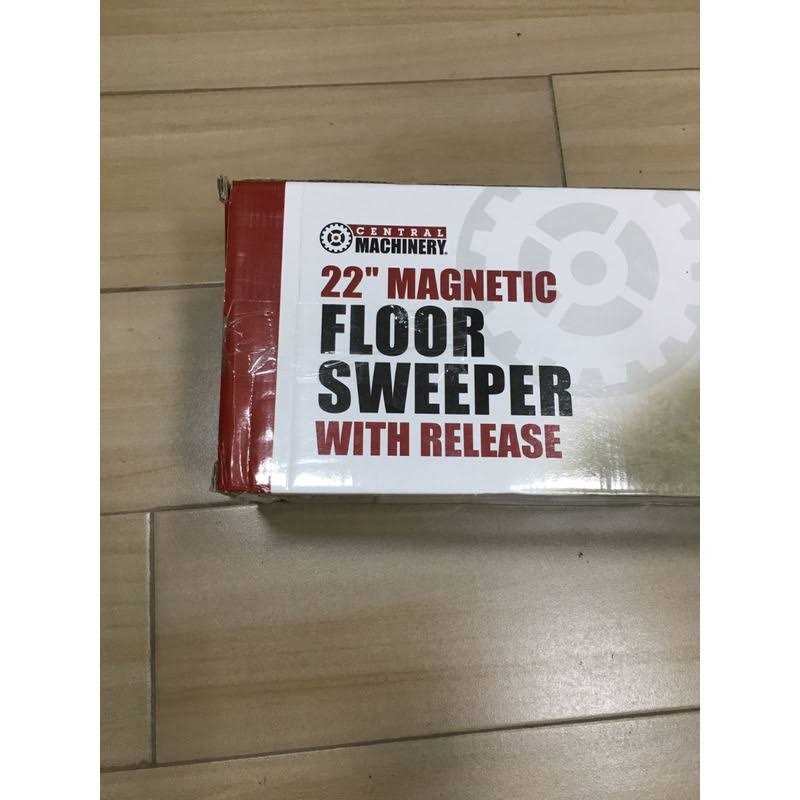 CENTRAL
MACHINERY®
22" MAGNETIC
FLOOR
SWEEPER
WITH RELEASE